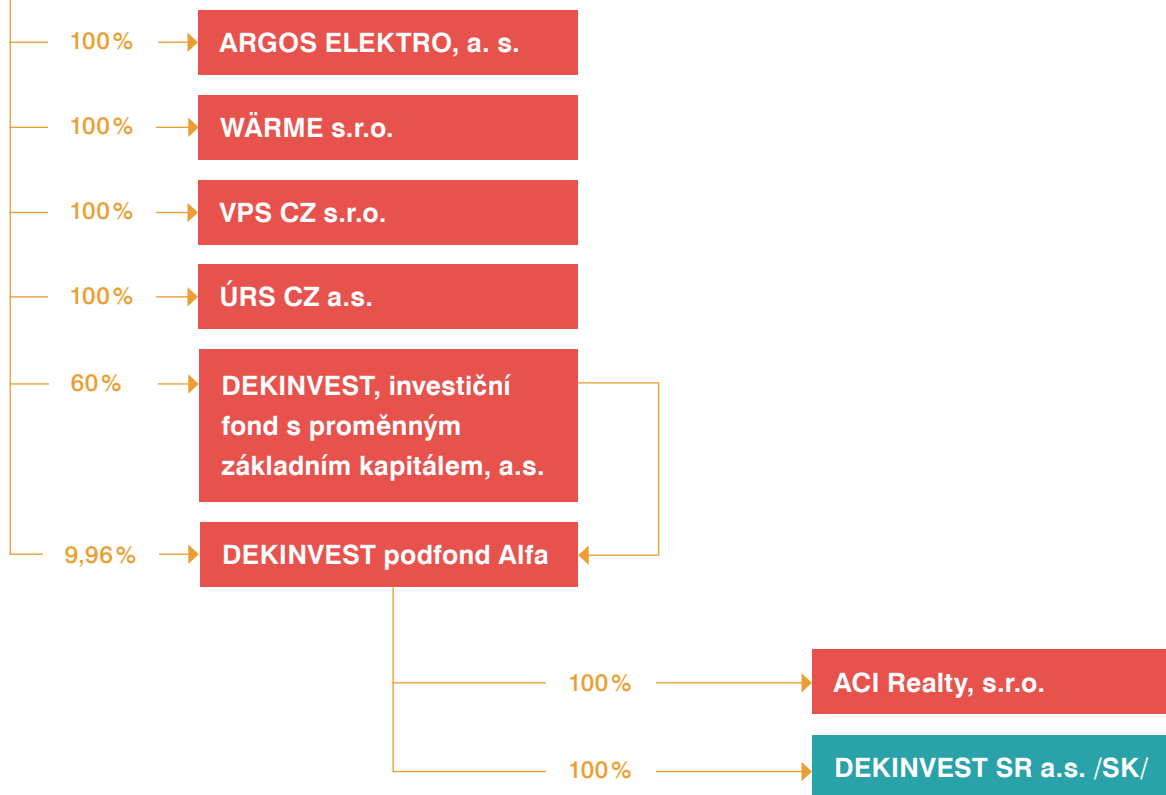 100%
ARGOS ELEKTRO, a. s.
100%
WÄRME s.r.o.
100%
VPS CZ s.r.o.
100%
ÚRS CZ a.s.
60%
DEKINVEST, investiční
fond s proměnným
základním kapitálem, a.s.
9,96%
DEKINVEST podfond Alfa
100%
ACI Realty, s.r.o.
100%
DEKINVEST SR a.s. /SK/